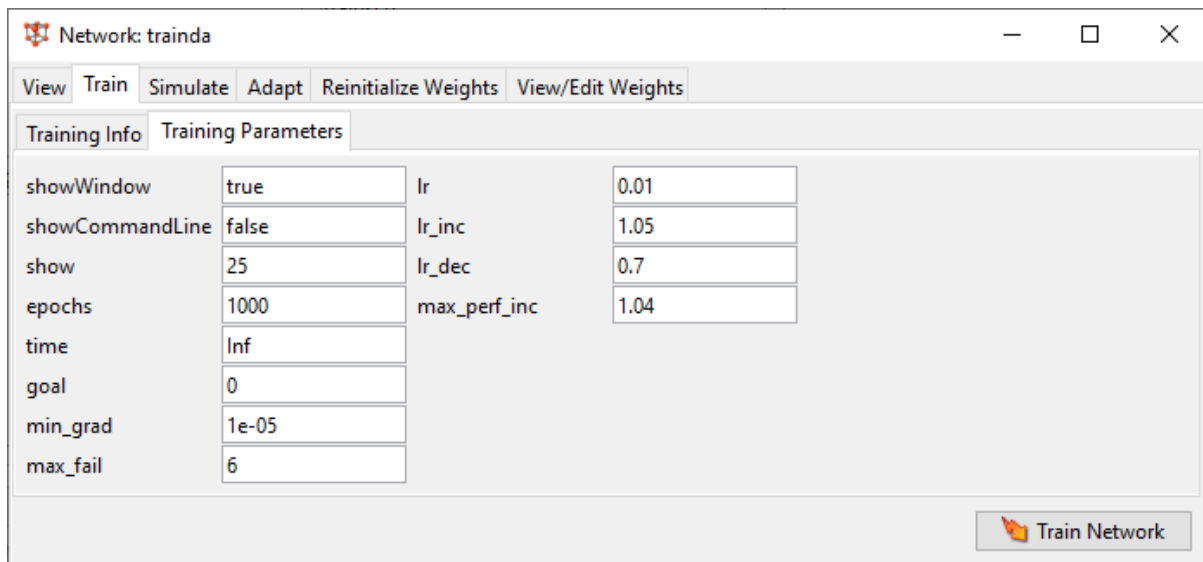 Network: trainda
View Train Simulate Adapt Reinitialize Weights View/Edit Weights
Training Info Training Parameters
showWindow true lr 0.01
showCommandLine false lr_inc 1.05
show 25 lr_dec 0.7
epochs 1000 max_perf_inc 1.04
time Inf
goal 0
min_grad 1e-05
max_fail 6
Train Network